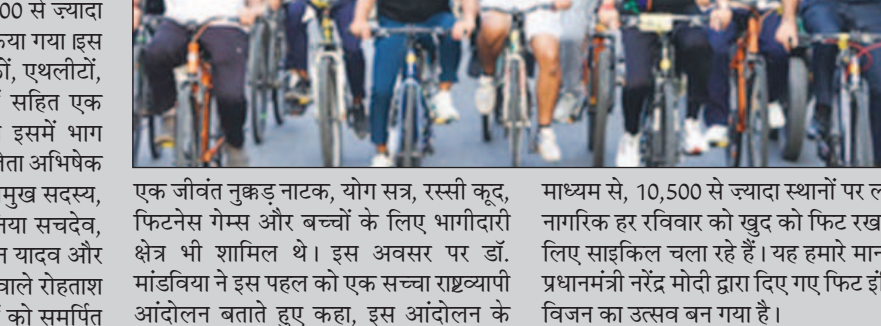 00 से ज़्यादा
कया गया।इस
एथलीटों,
सहित एक
इसमें भाग
अभिषेक
सदस्य,
सचदेव,
यादव और
वाले रोहताश
को समर्पित
एक जीवंत नुक्कड़ नाटक, योग सत्र, रस्सी कूद,
फिटनेस गेम्स और बच्चों के लिए भागीदारी
क्षेत्र भी शामिल थे। इस अवसर पर डॉ.
मांडविया ने इस पहल को एक सच्चा राष्ट्रव्यापी
आंदोलन बताते हुए कहा, इस आंदोलन के
माध्यम से, 10,500 से ज़्यादा स्थानों पर
नागरिक हर रविवार को खुद को फिट रख
लिए साइकिल चला रहे हैं। यह हमारे
प्रधानमंत्री नरेंद्र मोदी द्वारा दिए गए फिट
विजन का उत्सव बन गया है।